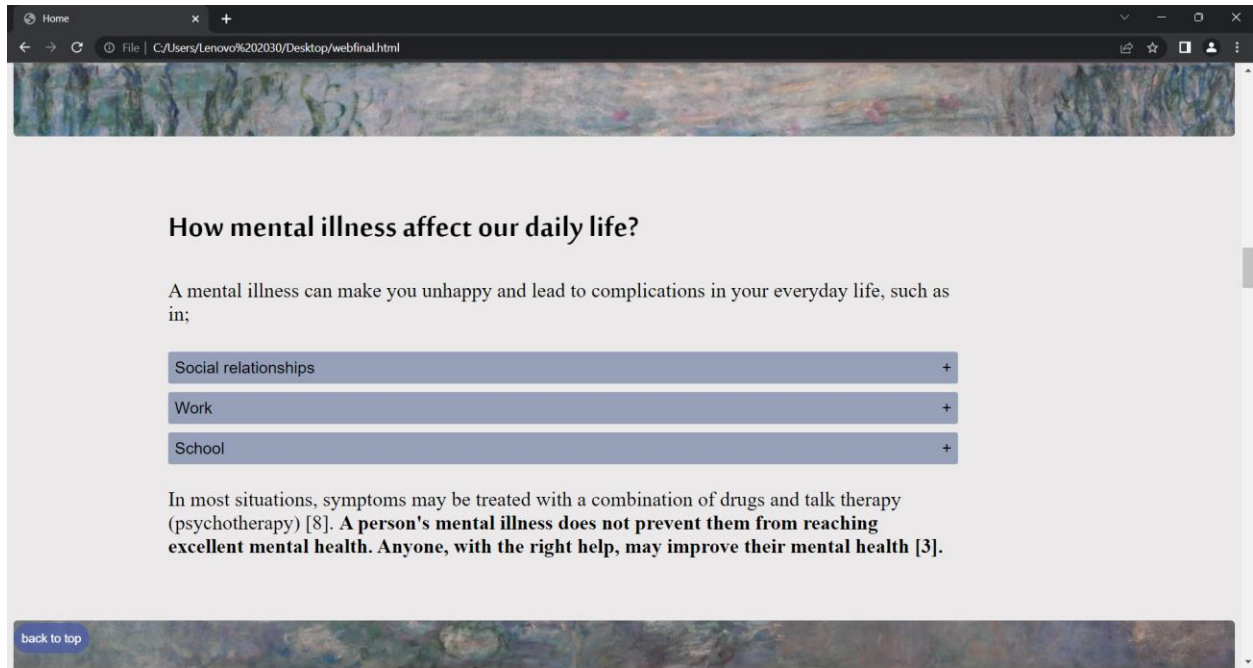 Home
File | C:/Users/Lenovo%202030/Desktop/webfinal.html
How mental illness affect our daily life?
A mental illness can make you unhappy and lead to complications in your everyday life, such as
in;
Social relationships +
Work +
School +
In most situations, symptoms may be treated with a combination of drugs and talk therapy
(psychotherapy) [8]. A person's mental illness does not prevent them from reaching
excellent mental health. Anyone, with the right help, may improve their mental health [3].
back to top